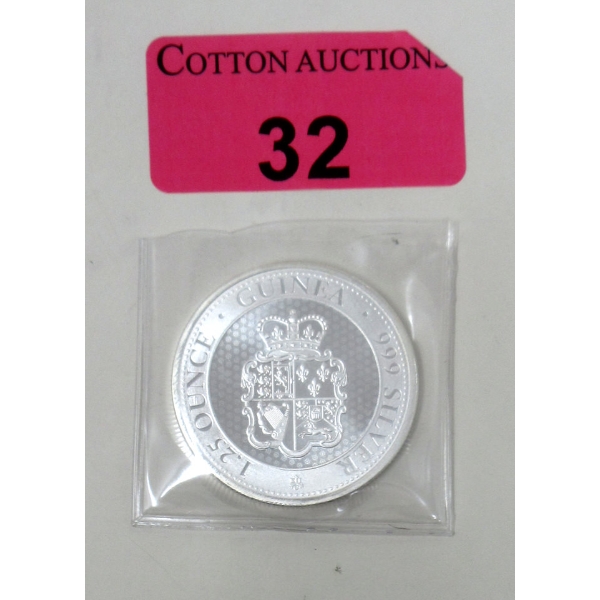 COTTON AUCTIONS
32
1.25 OUNCE · GUINEA · 999 SILVER